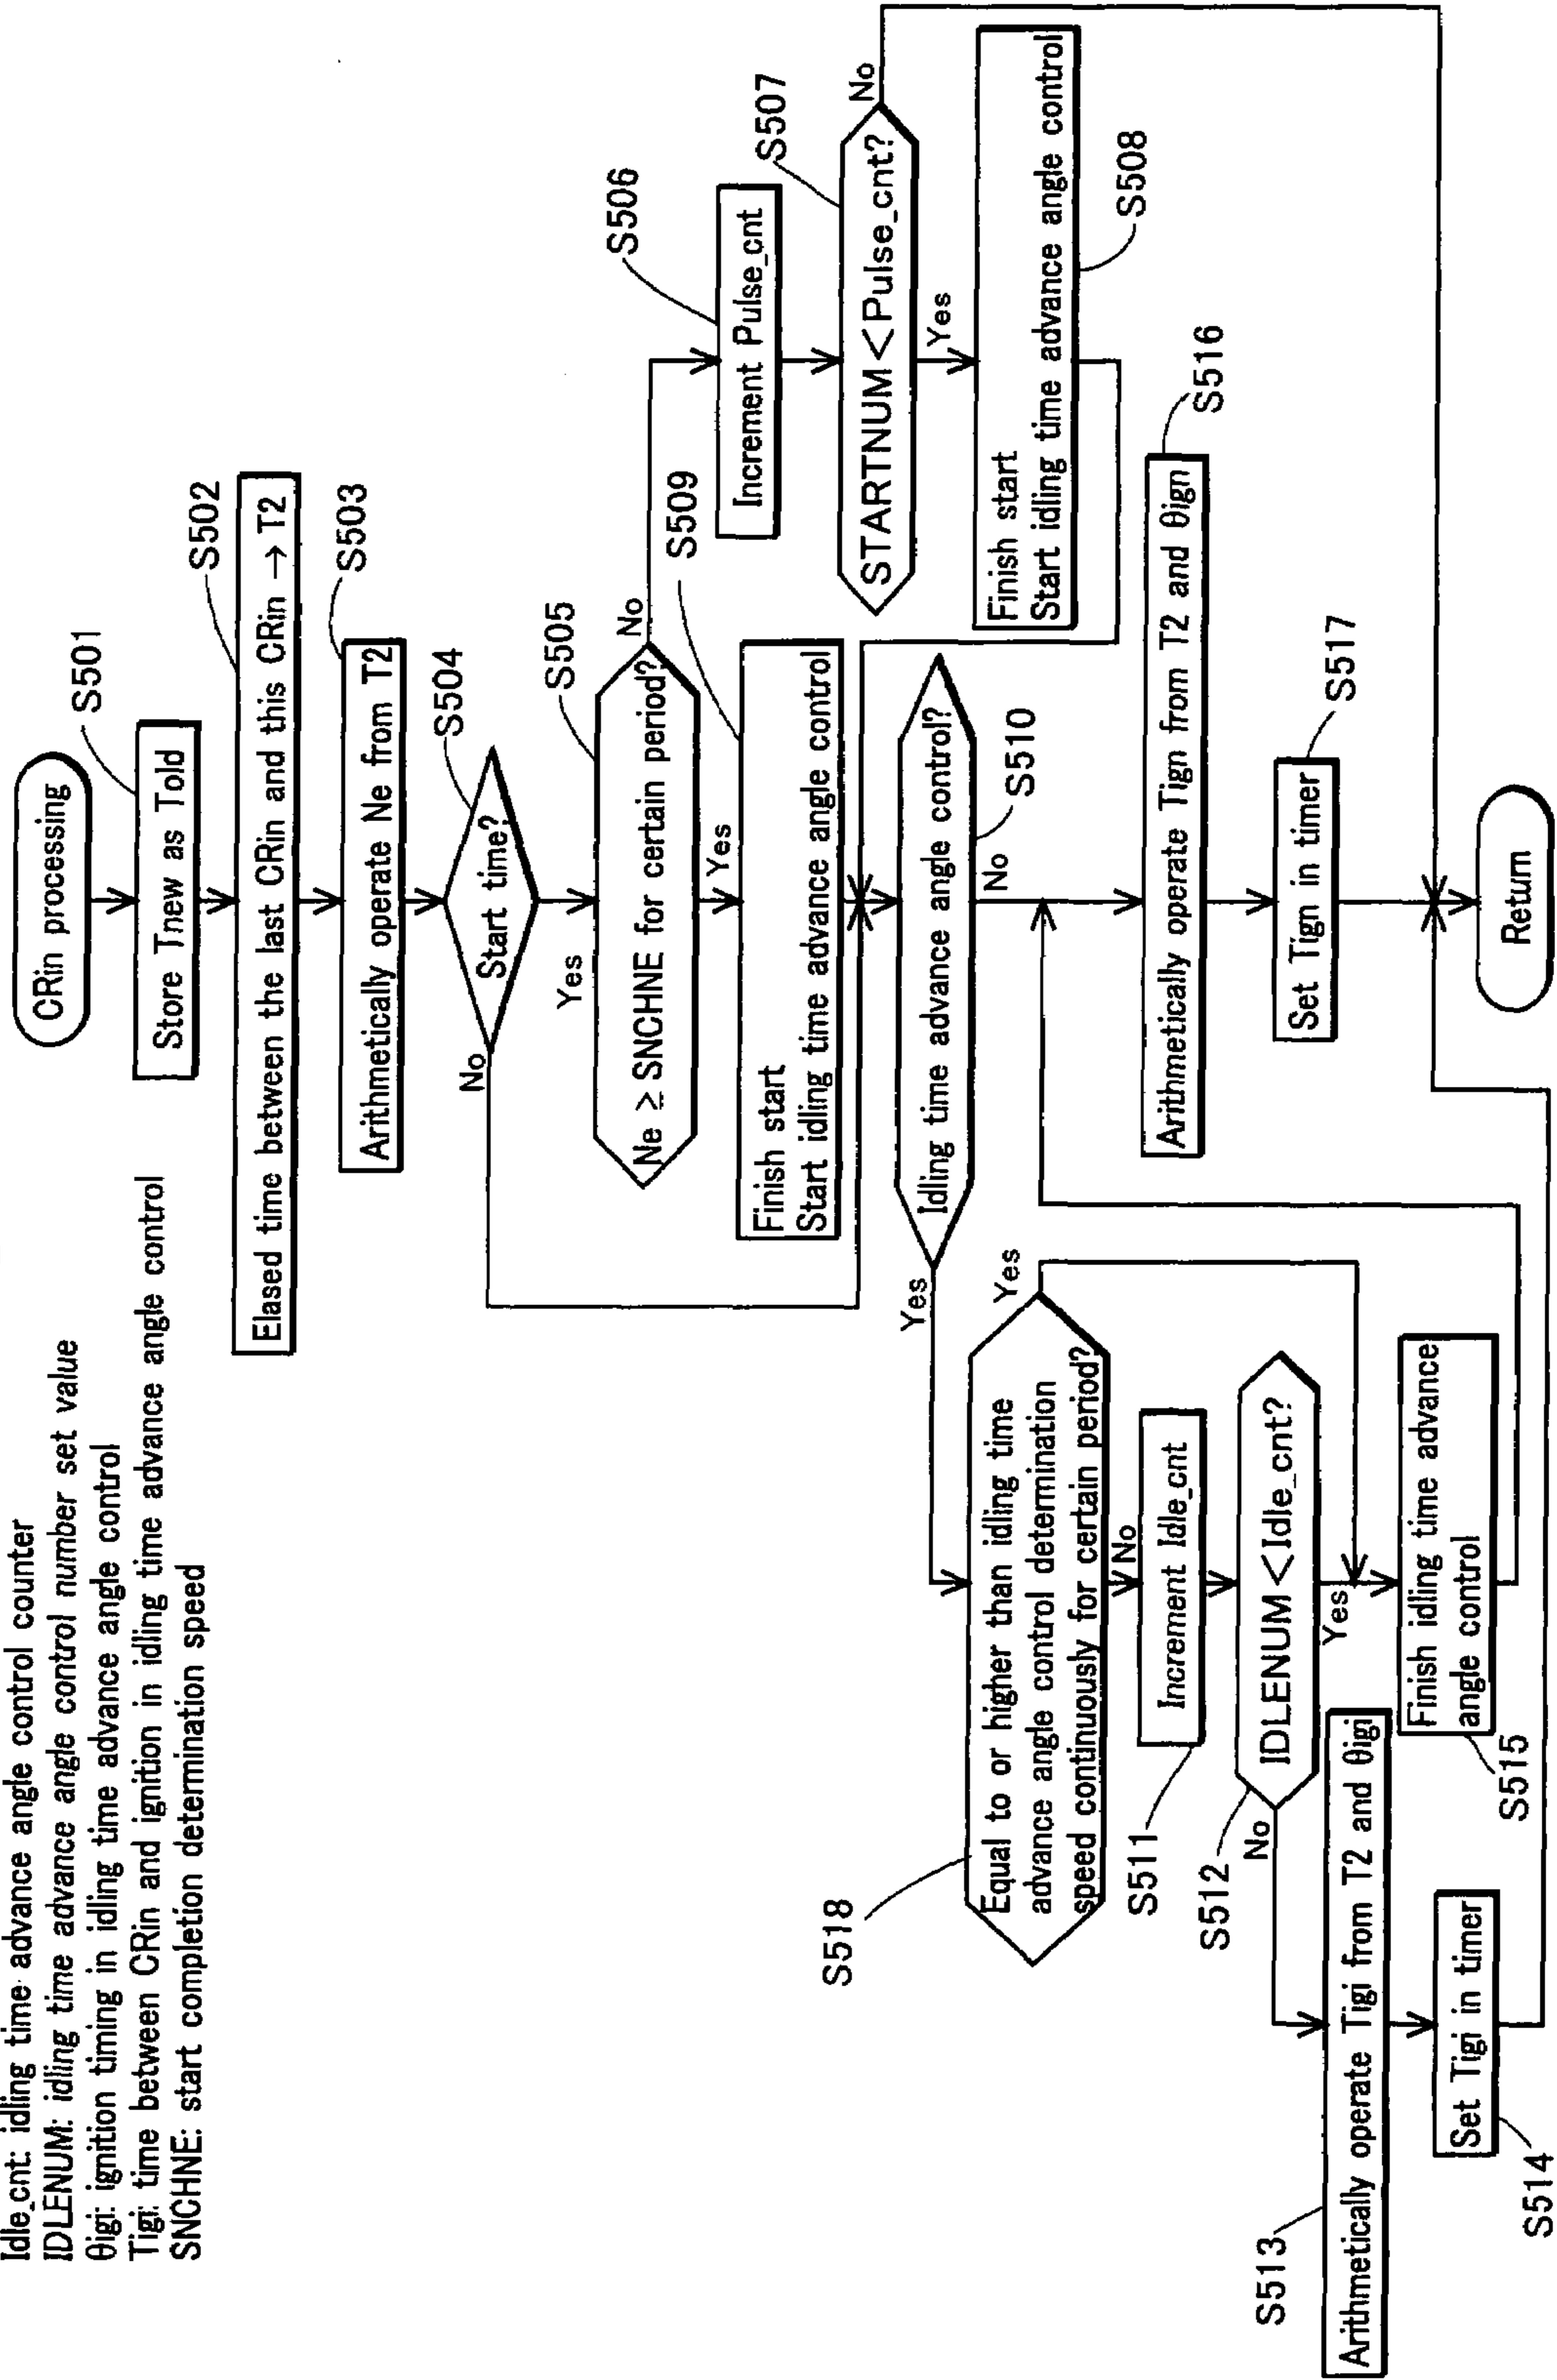 Idle_cnt: idling time advance angle control counter
IDLENUM: idling time advance angle control number set value
θigi: ignition timing in idling time advance angle control
Tigi: time between CRin and ignition in idling time advance angle control
SNCHNE: start completion determination speed
CRin processing
S501
Store Tnew as Told
S502
Elased time between the last CRin and this CRin → T2
S503
Arithmetically operate Ne from T2
S504
Start time?
No
Yes
S505
Ne ≥ SNCHNE for certain period?
No
Yes
S506
Increment Pulse_cnt
S507
STARTNUM<Pulse_cnt?
No
Yes
S508
Finish start
Start idling time advance angle control
S509
Finish start
Start idling time advance angle control
S510
Idling time advance angle control?
Yes
No
S518
Equal to or higher than idling time
advance angle control determination
speed continuously for certain period?
Yes
No
S511
Increment Idle_cnt
S512
IDLENUM<Idle_cnt?
No
Yes
S513
Arithmetically operate Tigi from T2 and θigi
S514
Set Tigi in timer
S515
Finish idling time advance
angle control
S516
Arithmetically operate Tign from T2 and θign
S517
Set Tign in timer
Return